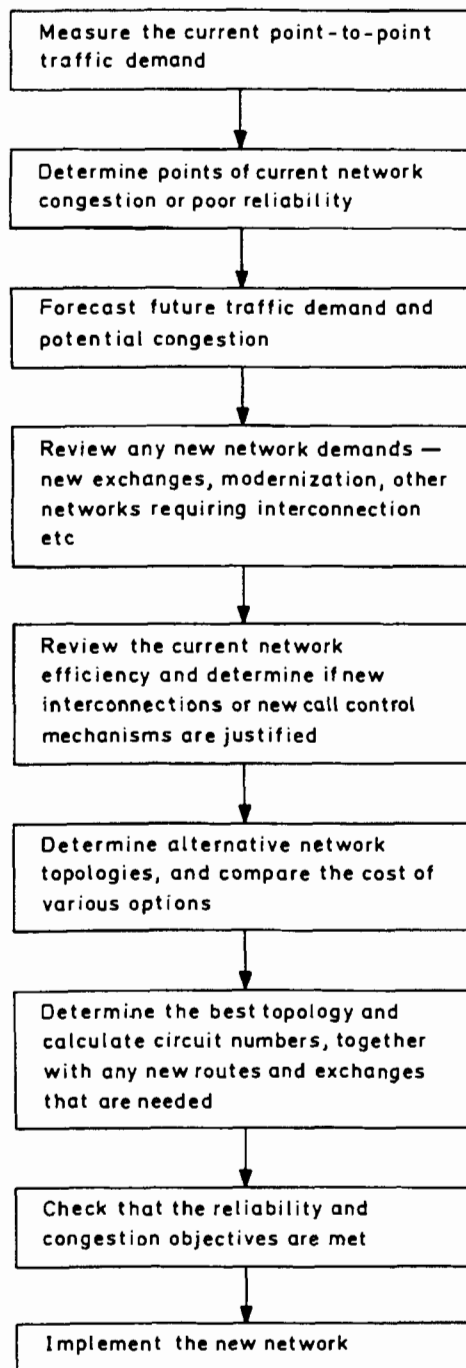 Measure the current point-to-point
traffic demand
Determine points of current network
congestion or poor reliability
Forecast future traffic demand and
potential congestion
Review any new network demands —
new exchanges, modernization, other
networks requiring interconnection
etc
Review the current network
efficiency and determine if new
interconnections or new call control
mechanisms are justified
Determine alternative network
topologies, and compare the cost of
various options
Determine the best topology and
calculate circuit numbers, together
with any new routes and exchanges
that are needed
Check that the reliability and
congestion objectives are met
Implement the new network